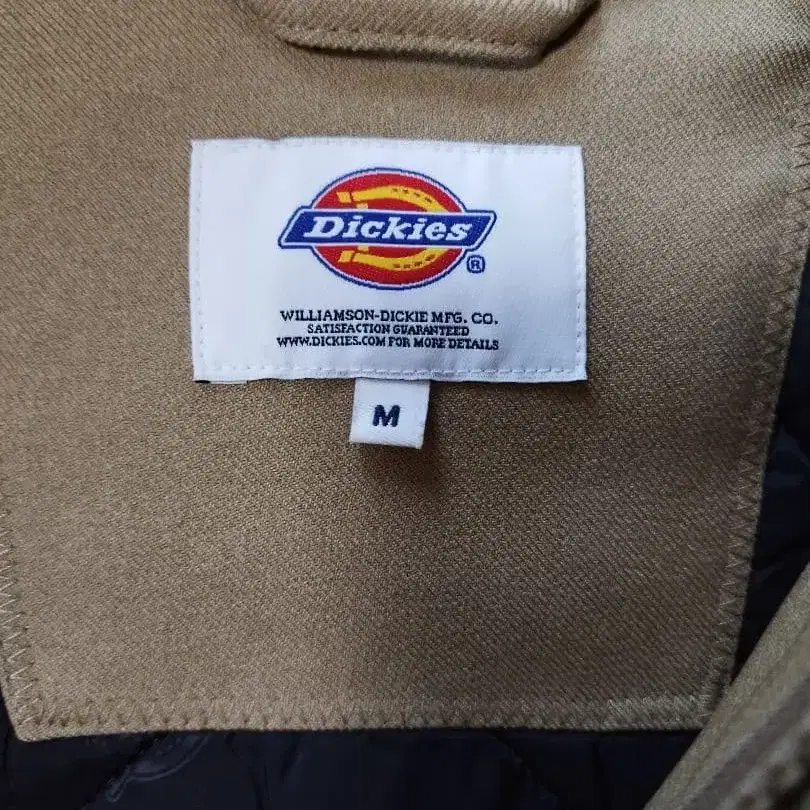 Dickies
®
WILLIAMSON-DICKIE MFG. CO.
SATISFACTION GUARANTEED
WWW.DICKIES.COM FOR MORE DETAILS
M